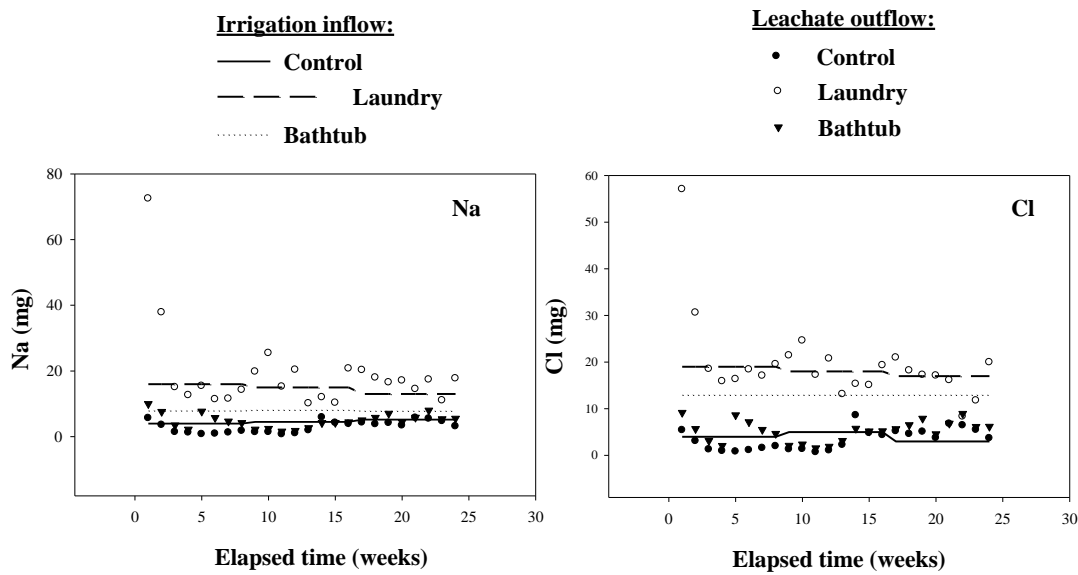 Irrigation inflow:
Control
Laundry
Bathtub
Leachate outflow:
Control
Laundry
Bathtub
Na
Na (mg)
80
60
40
20
0
0 5 10 15 20 25 30
Elapsed time (weeks)
Cl
Cl (mg)
60
50
40
30
20
10
0
0 5 10 15 20 25 30
Elapsed time (weeks)